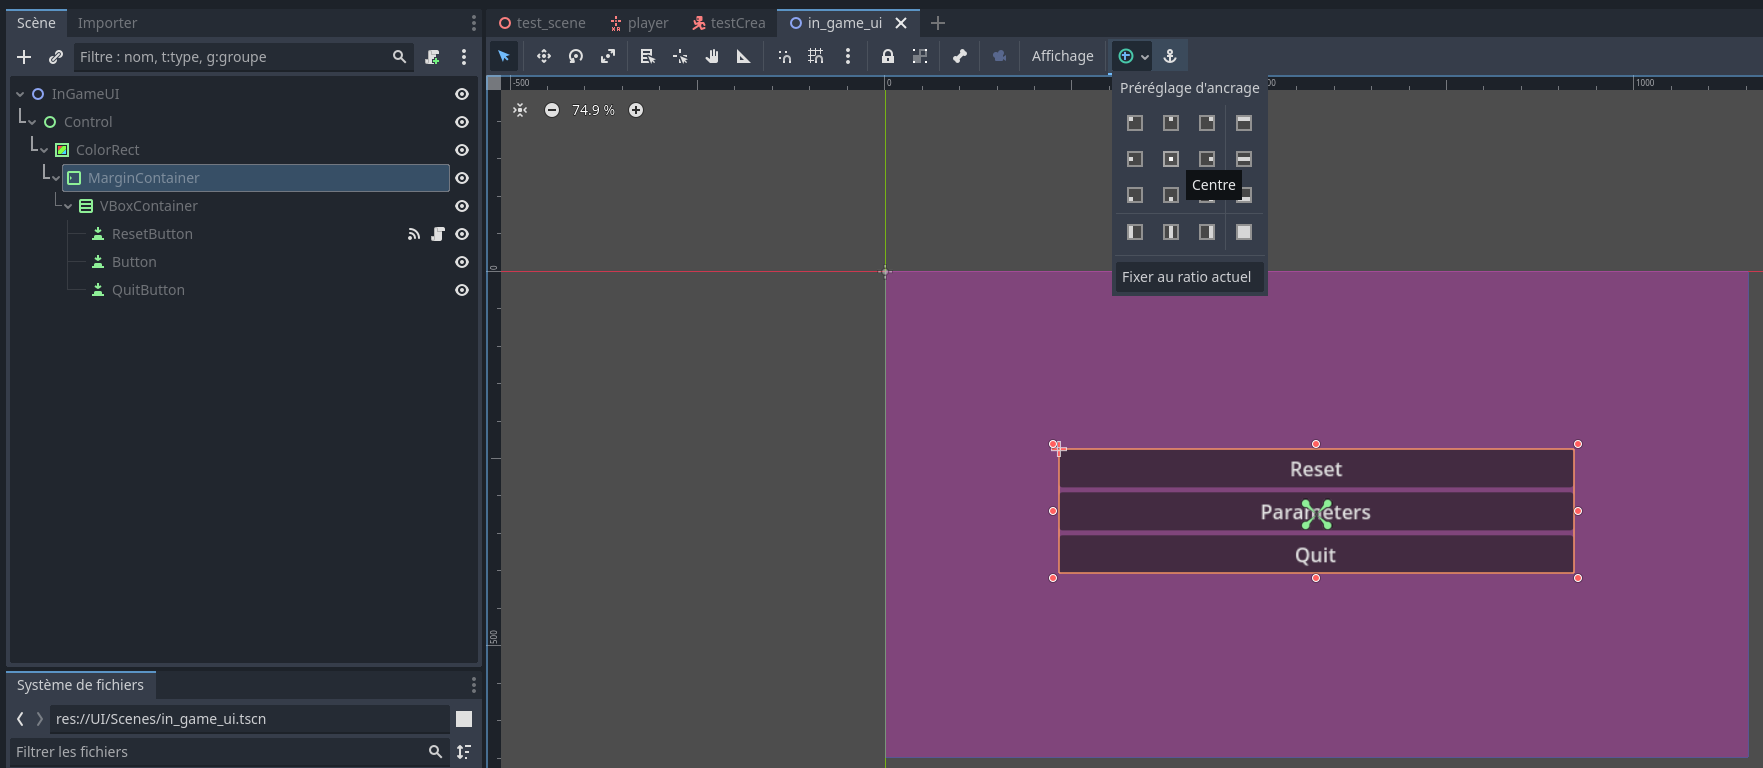 Scène
Importer
Filtre : nom, t:type, g:groupe
InGameUI
Control
ColorRect
MarginContainer
VBoxContainer
ResetButton
Button
QuitButton
Système de fichiers
res://UI/Scenes/in_game_ui.tscn
Filtrer les fichiers
test_scene
player
testCrea
in_game_ui
Affichage
-500
0
1000
74.9 %
Préréglage d'ancrage
Centre
Fixer au ratio actuel
0
500
Reset
Parameters
Quit